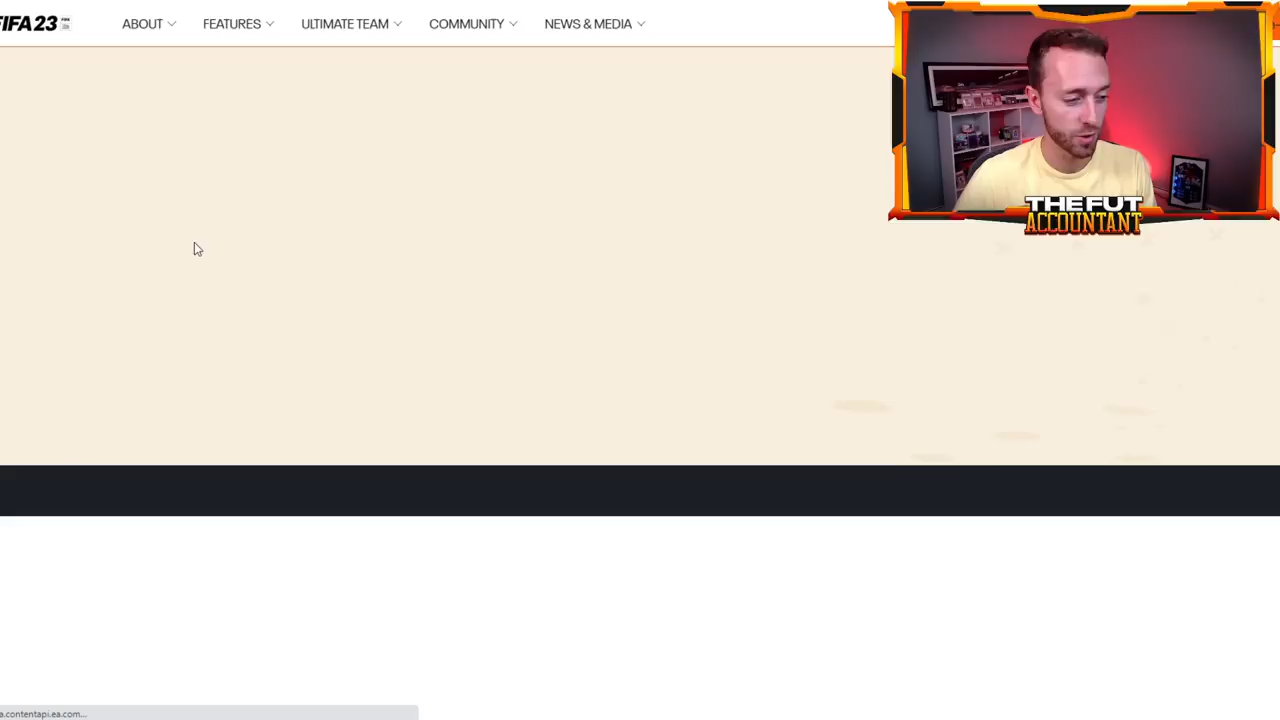 FIFA 23
ABOUT
FEATURES
ULTIMATE TEAM
COMMUNITY
NEWS & MEDIA
THE FUT
ACCOUNTANT
a.contentapi.ea.com...